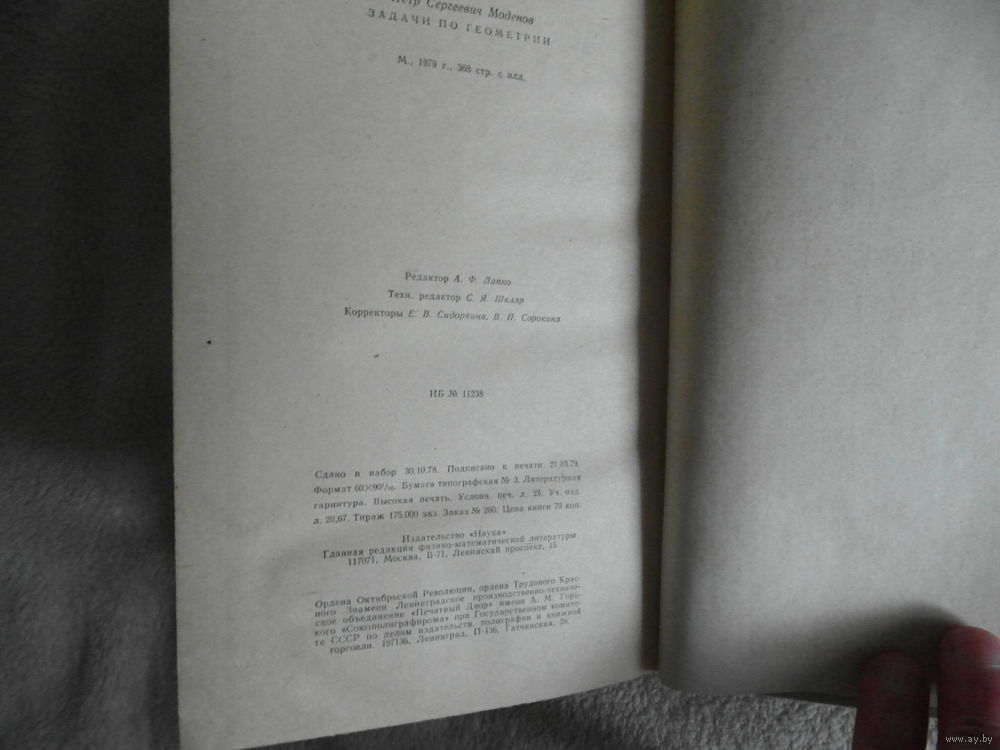 Петр Сергеевич Моденов
ЗАДАЧИ ПО ГЕОМЕТРИИ
М., 1979 г., 368 стр. с илл.
Редактор А. Ф. Лапко
Техн. редактор С. Я. Шкляр
Корректоры Е. В. Сидоркина, В. П. Сорокина
ИБ № 11238
Сдано в набор 30.10.78. Подписано к печати 21.03.79.
Формат 60×90¹/₁₆. Бумага типографская № 3. Литературная
гарнитура. Высокая печать. Условн. печ. л. 23. Уч. изд.
л. 20,67. Тираж 175.000 экз. Заказ № 260. Цена книги 70 коп.
Издательство «Наука»
Главная редакция физико-математической литературы
117071, Москва, В-71, Ленинский проспект, 15
Ордена Октябрьской Революции, ордена Трудового Крас-
ного Знамени Ленинградское производственно-техниче-
ское объединение «Печатный Двор» имени А. М. Горь-
кого «Союзполиграфпрома» при Государственном комите-
те СССР по делам издательств, полиграфии и книжной
торговли. 197136, Ленинград, П-136, Гатчинская, 26.
www.ay.by